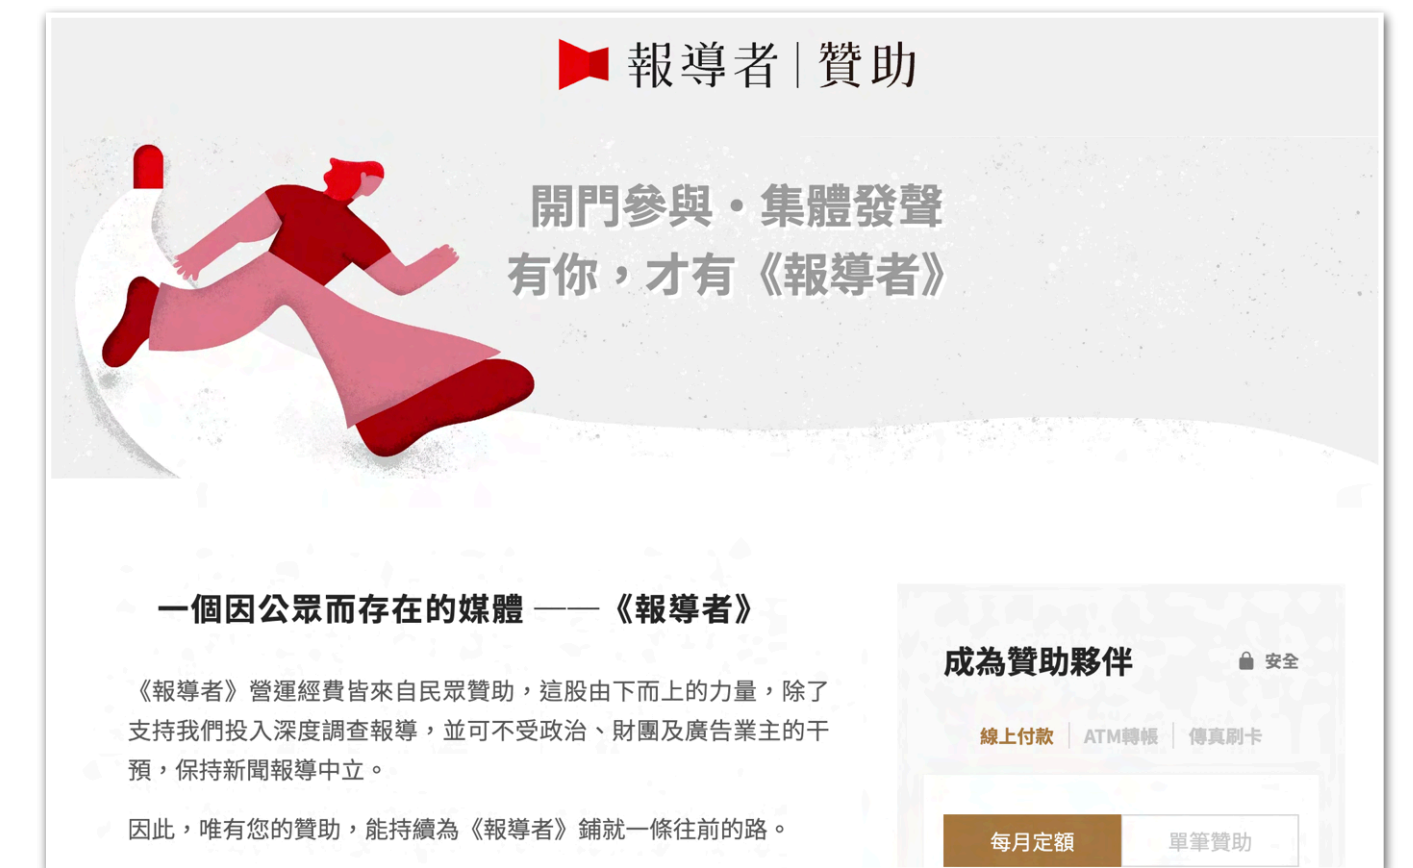 報導者｜贊助
開門參與・集體發聲
有你，才有《報導者》
一個因公眾而存在的媒體 ——《報導者》
《報導者》營運經費皆來自民眾贊助，這股由下而上的力量，除了
支持我們投入深度調查報導，並可不受政治、財團及廣告業主的干
預，保持新聞報導中立。
因此，唯有您的贊助，能持續為《報導者》鋪就一條往前的路。
成為贊助夥伴
安全
線上付款
ATM轉帳
傳真刷卡
每月定額
單筆贊助